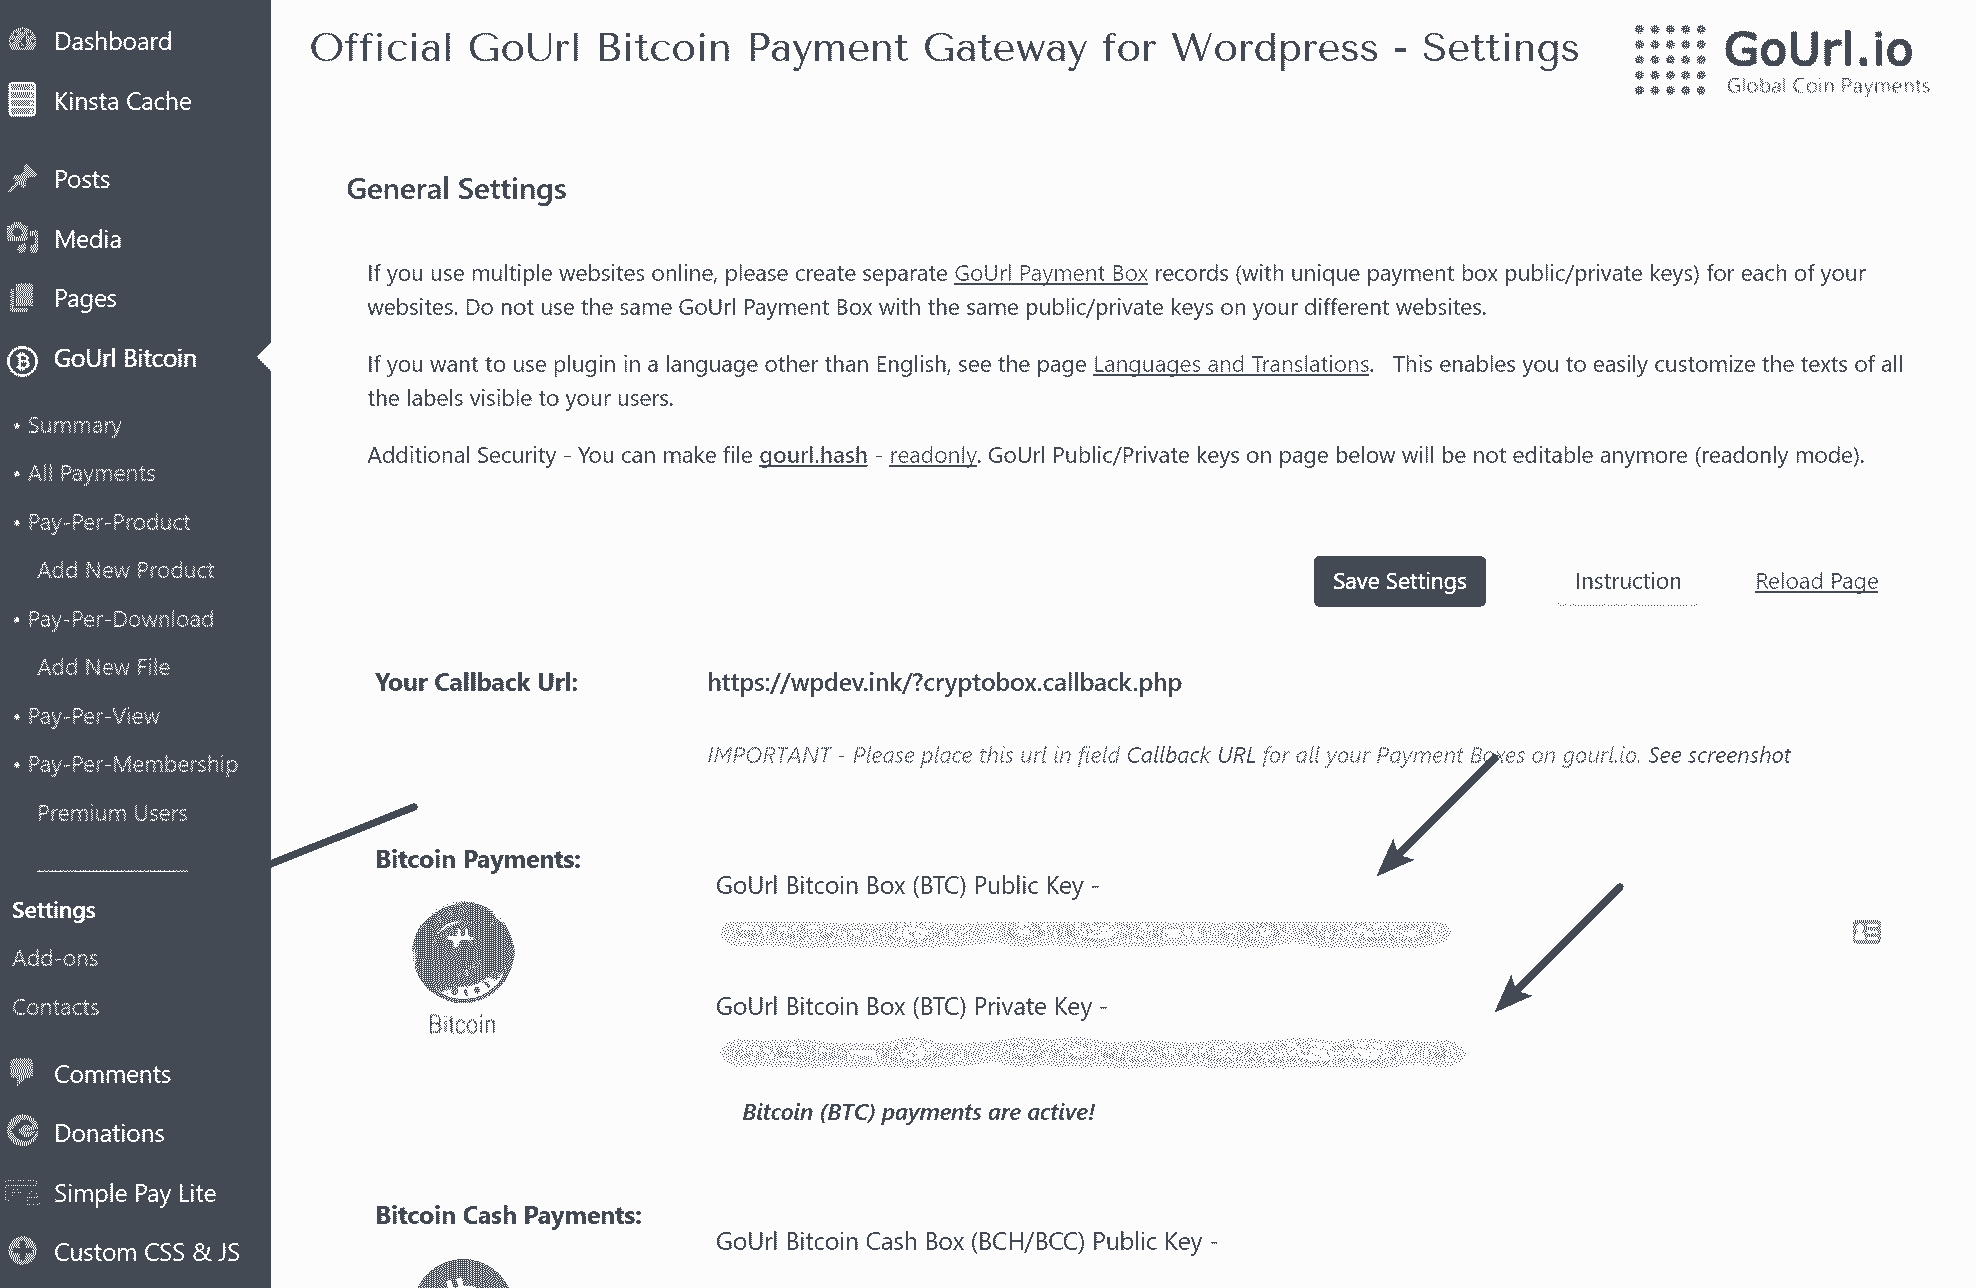 Dashboard
Kinsta Cache
Posts
Media
Pages
GoUrl Bitcoin
• Summary
• All Payments
• Pay-Per-Product
Add New Product
• Pay-Per-Download
Add New File
• Pay-Per-View
• Pay-Per-Membership
Premium Users
Settings
Add-ons
Contacts
Comments
Donations
Simple Pay Lite
Custom CSS & JS
Official GoUrl Bitcoin Payment Gateway for Wordpress - Settings
GoUrl.io
Global Coin Payments
General Settings
If you use multiple websites online, please create separate GoUrl Payment Box records (with unique payment box public/private keys) for each of your
websites. Do not use the same GoUrl Payment Box with the same public/private keys on your different websites.
If you want to use plugin in a language other than English, see the page Languages and Translations. This enables you to easily customize the texts of all
the labels visible to your users.
Additional Security - You can make file gourl.hash - readonly. GoUrl Public/Private keys on page below will be not editable anymore (readonly mode).
Save Settings
Instruction
Reload Page
Your Callback Url:
https://wpdev.ink/?cryptobox.callback.php
IMPORTANT - Please place this url in field Callback URL for all your Payment Boxes on gourl.io. See screenshot
Bitcoin Payments:
Bitcoin
GoUrl Bitcoin Box (BTC) Public Key -
GoUrl Bitcoin Box (BTC) Private Key -
Bitcoin (BTC) payments are active!
Bitcoin Cash Payments:
GoUrl Bitcoin Cash Box (BCH/BCC) Public Key -